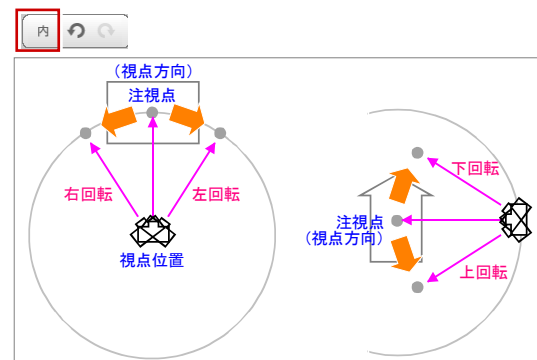 内
（視点方向）
注視点
右回転
左回転
視点位置
下回転
注視点
（視点方向）
上回転